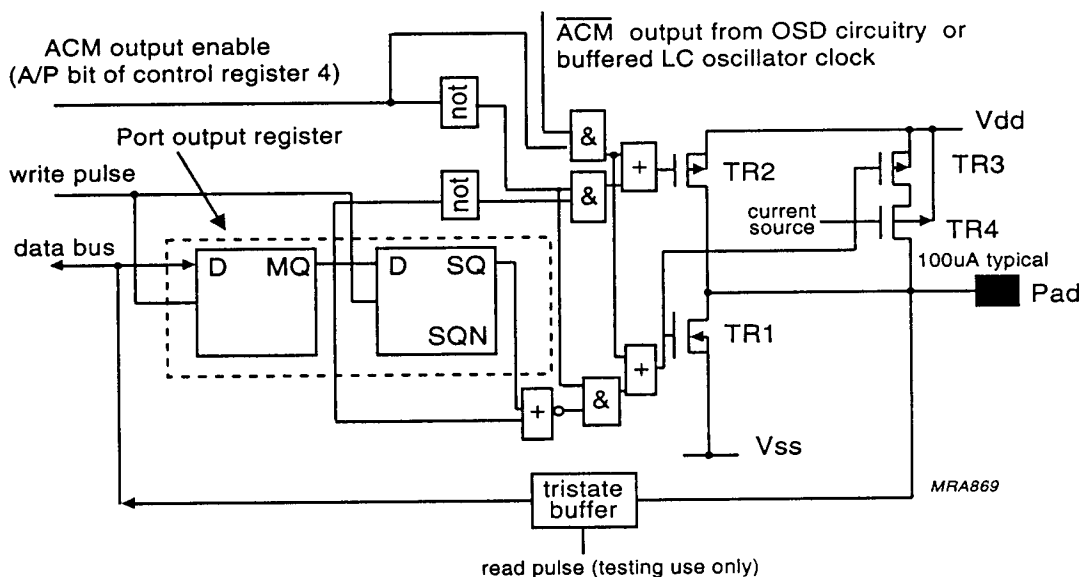 ACM output enable
(A/P bit of control register 4)
ACM output from OSD circuitry or
buffered LC oscillator clock
not
&
Port output register
+
Vdd
TR2
TR3
write pulse
not
&
current
source
TR4
data bus
D MQ
D SQ
SQN
100uA typical
Pad
TR1
+
&
+
Vss
tristate
buffer
MRA869
read pulse (testing use only)